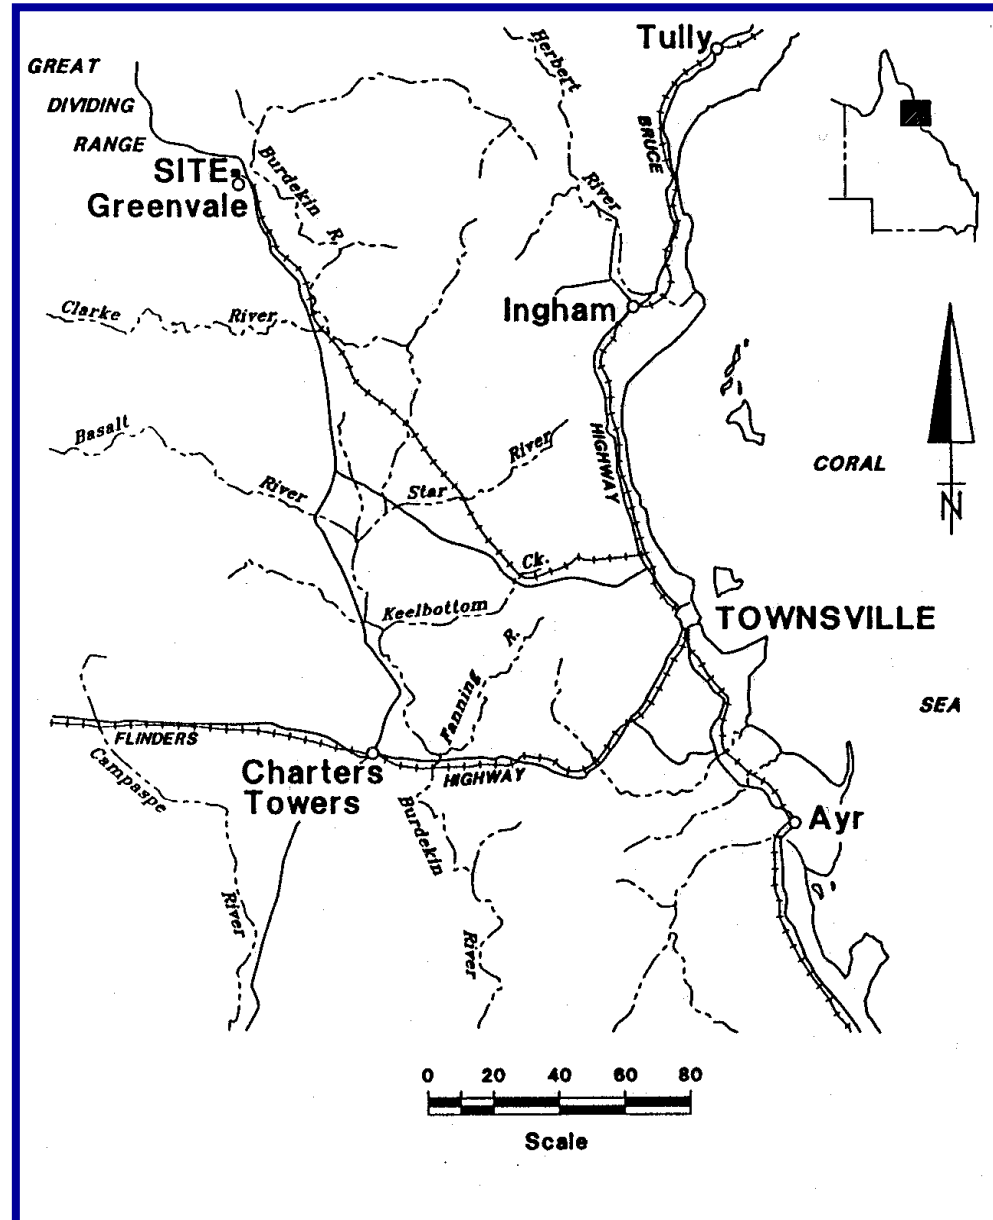 Tully
Herbert
GREAT
DIVIDING
RANGE
BRUCE
SITE
Burdekin R.
River
Greenvale
Clarke River
Ingham
Basalt River
HIGHWAY
River
Star
CORAL
N
Ck.
Keelbottom
TOWNSVILLE
Fanning R.
SEA
FLINDERS
Campaspe
Charters
Towers
HIGHWAY
Burdekin
Ayr
River
River
0 20 40 60 80
Scale